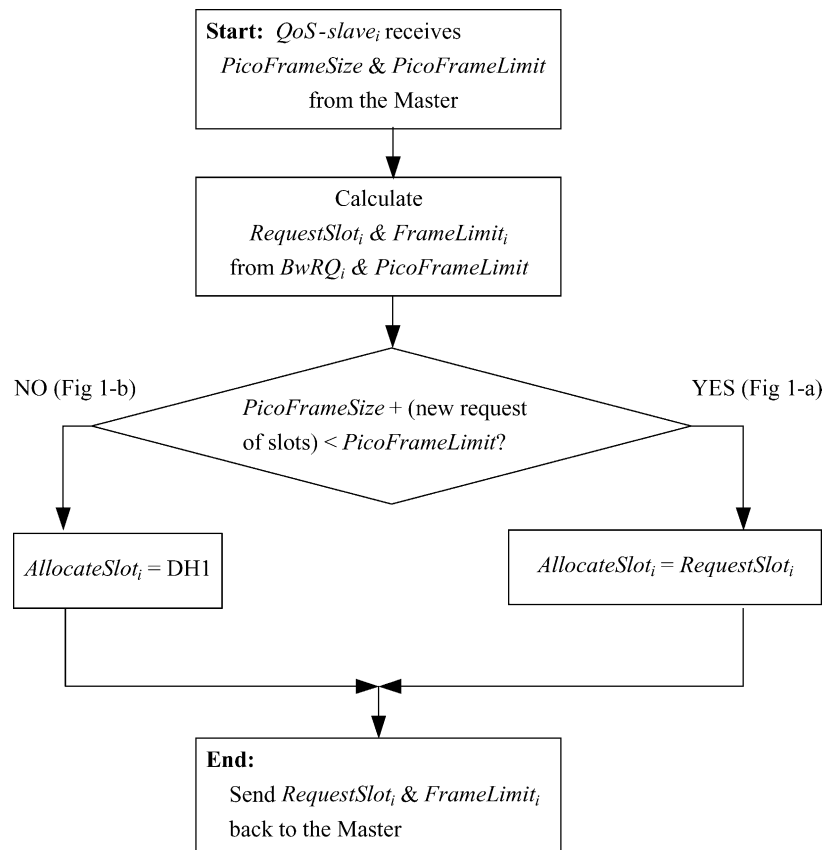 Start: QoS-slaveᵢ receives
PicoFrameSize & PicoFrameLimit
from the Master
Calculate
RequestSlotᵢ & FrameLimitᵢ
from BwRQᵢ & PicoFrameLimit
NO (Fig 1-b)
YES (Fig 1-a)
PicoFrameSize + (new request
of slots) < PicoFrameLimit?
AllocateSlotᵢ = DH1
AllocateSlotᵢ = RequestSlotᵢ
End:
Send RequestSlotᵢ & FrameLimitᵢ
back to the Master